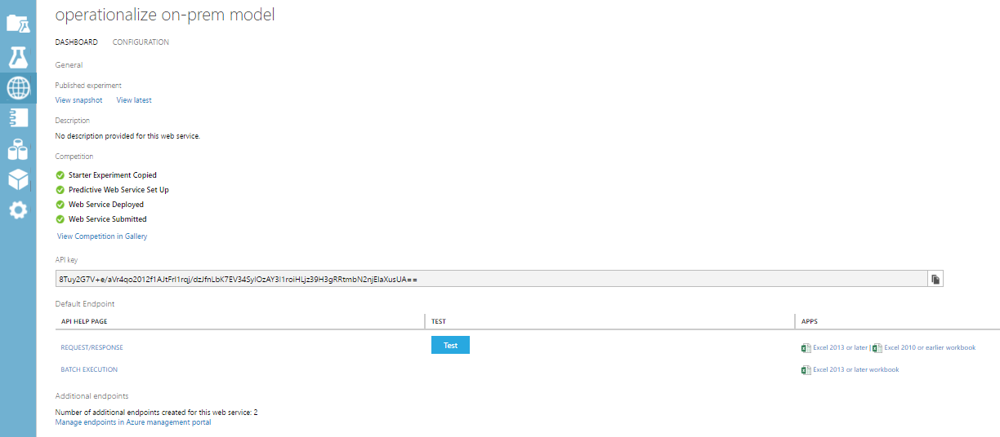 operationalize on-prem model
DASHBOARD CONFIGURATION
General
Published experiment
View snapshot View latest
Description
No description provided for this web service.
Competition
Starter Experiment Copied
Predictive Web Service Set Up
Web Service Deployed
Web Service Submitted
View Competition in Gallery
API key
8Tuy2G7V+e/aVr4qo2012f1AJtFrl1rqj/dzJfnLbK7EV34SylOzAY3l1roiHLjz39H3gRRtmbN2njElaXusUA==
Default Endpoint
API HELP PAGE TEST APPS
REQUEST/RESPONSE Test Excel 2013 or later | Excel 2010 or earlier workbook
BATCH EXECUTION Excel 2013 or later workbook
Additional endpoints
Number of additional endpoints created for this web service: 2
Manage endpoints in Azure management portal